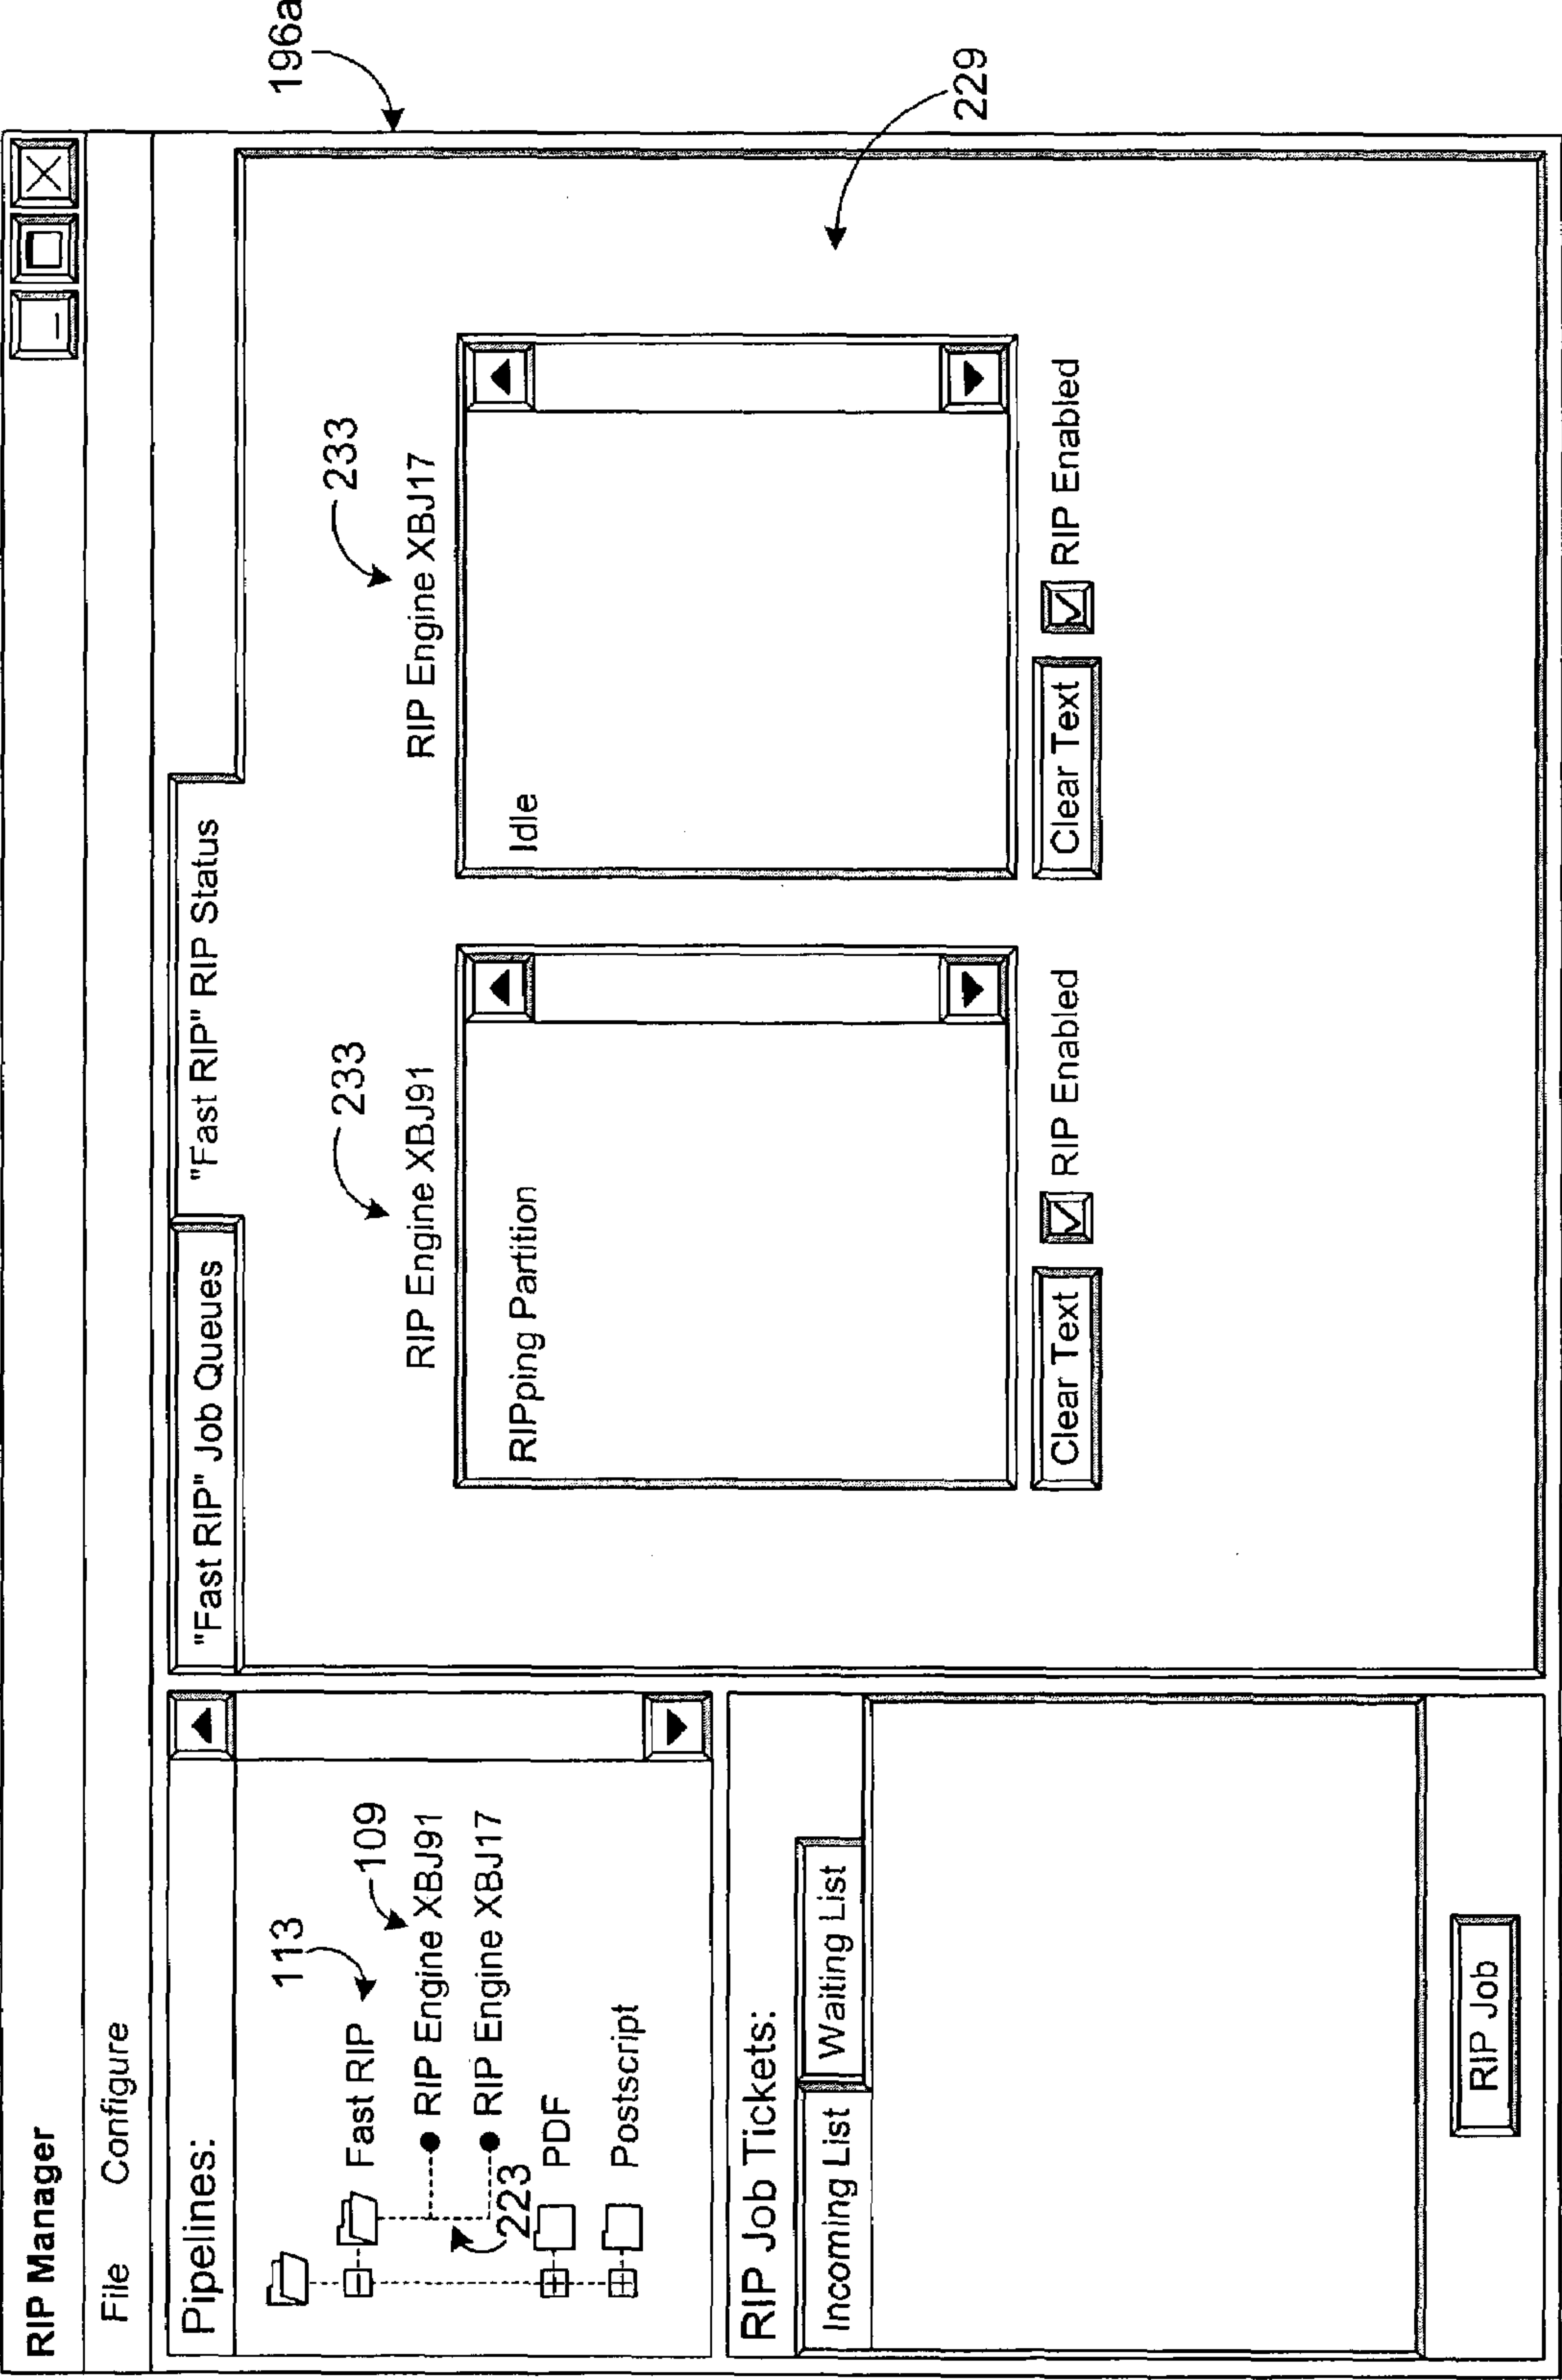 RIP Manager
File Configure
196a
Pipelines:
113
Fast RIP
109
RIP Engine XBJ91
RIP Engine XBJ17
223
PDF
Postscript
RIP Job Tickets:
Incoming List
Waiting List
RIP Job
"Fast RIP" Job Queues
"Fast RIP" RIP Status
233
RIP Engine XBJ91
RIPping Partition
Clear Text
RIP Enabled
233
RIP Engine XBJ17
Idle
Clear Text
RIP Enabled
229